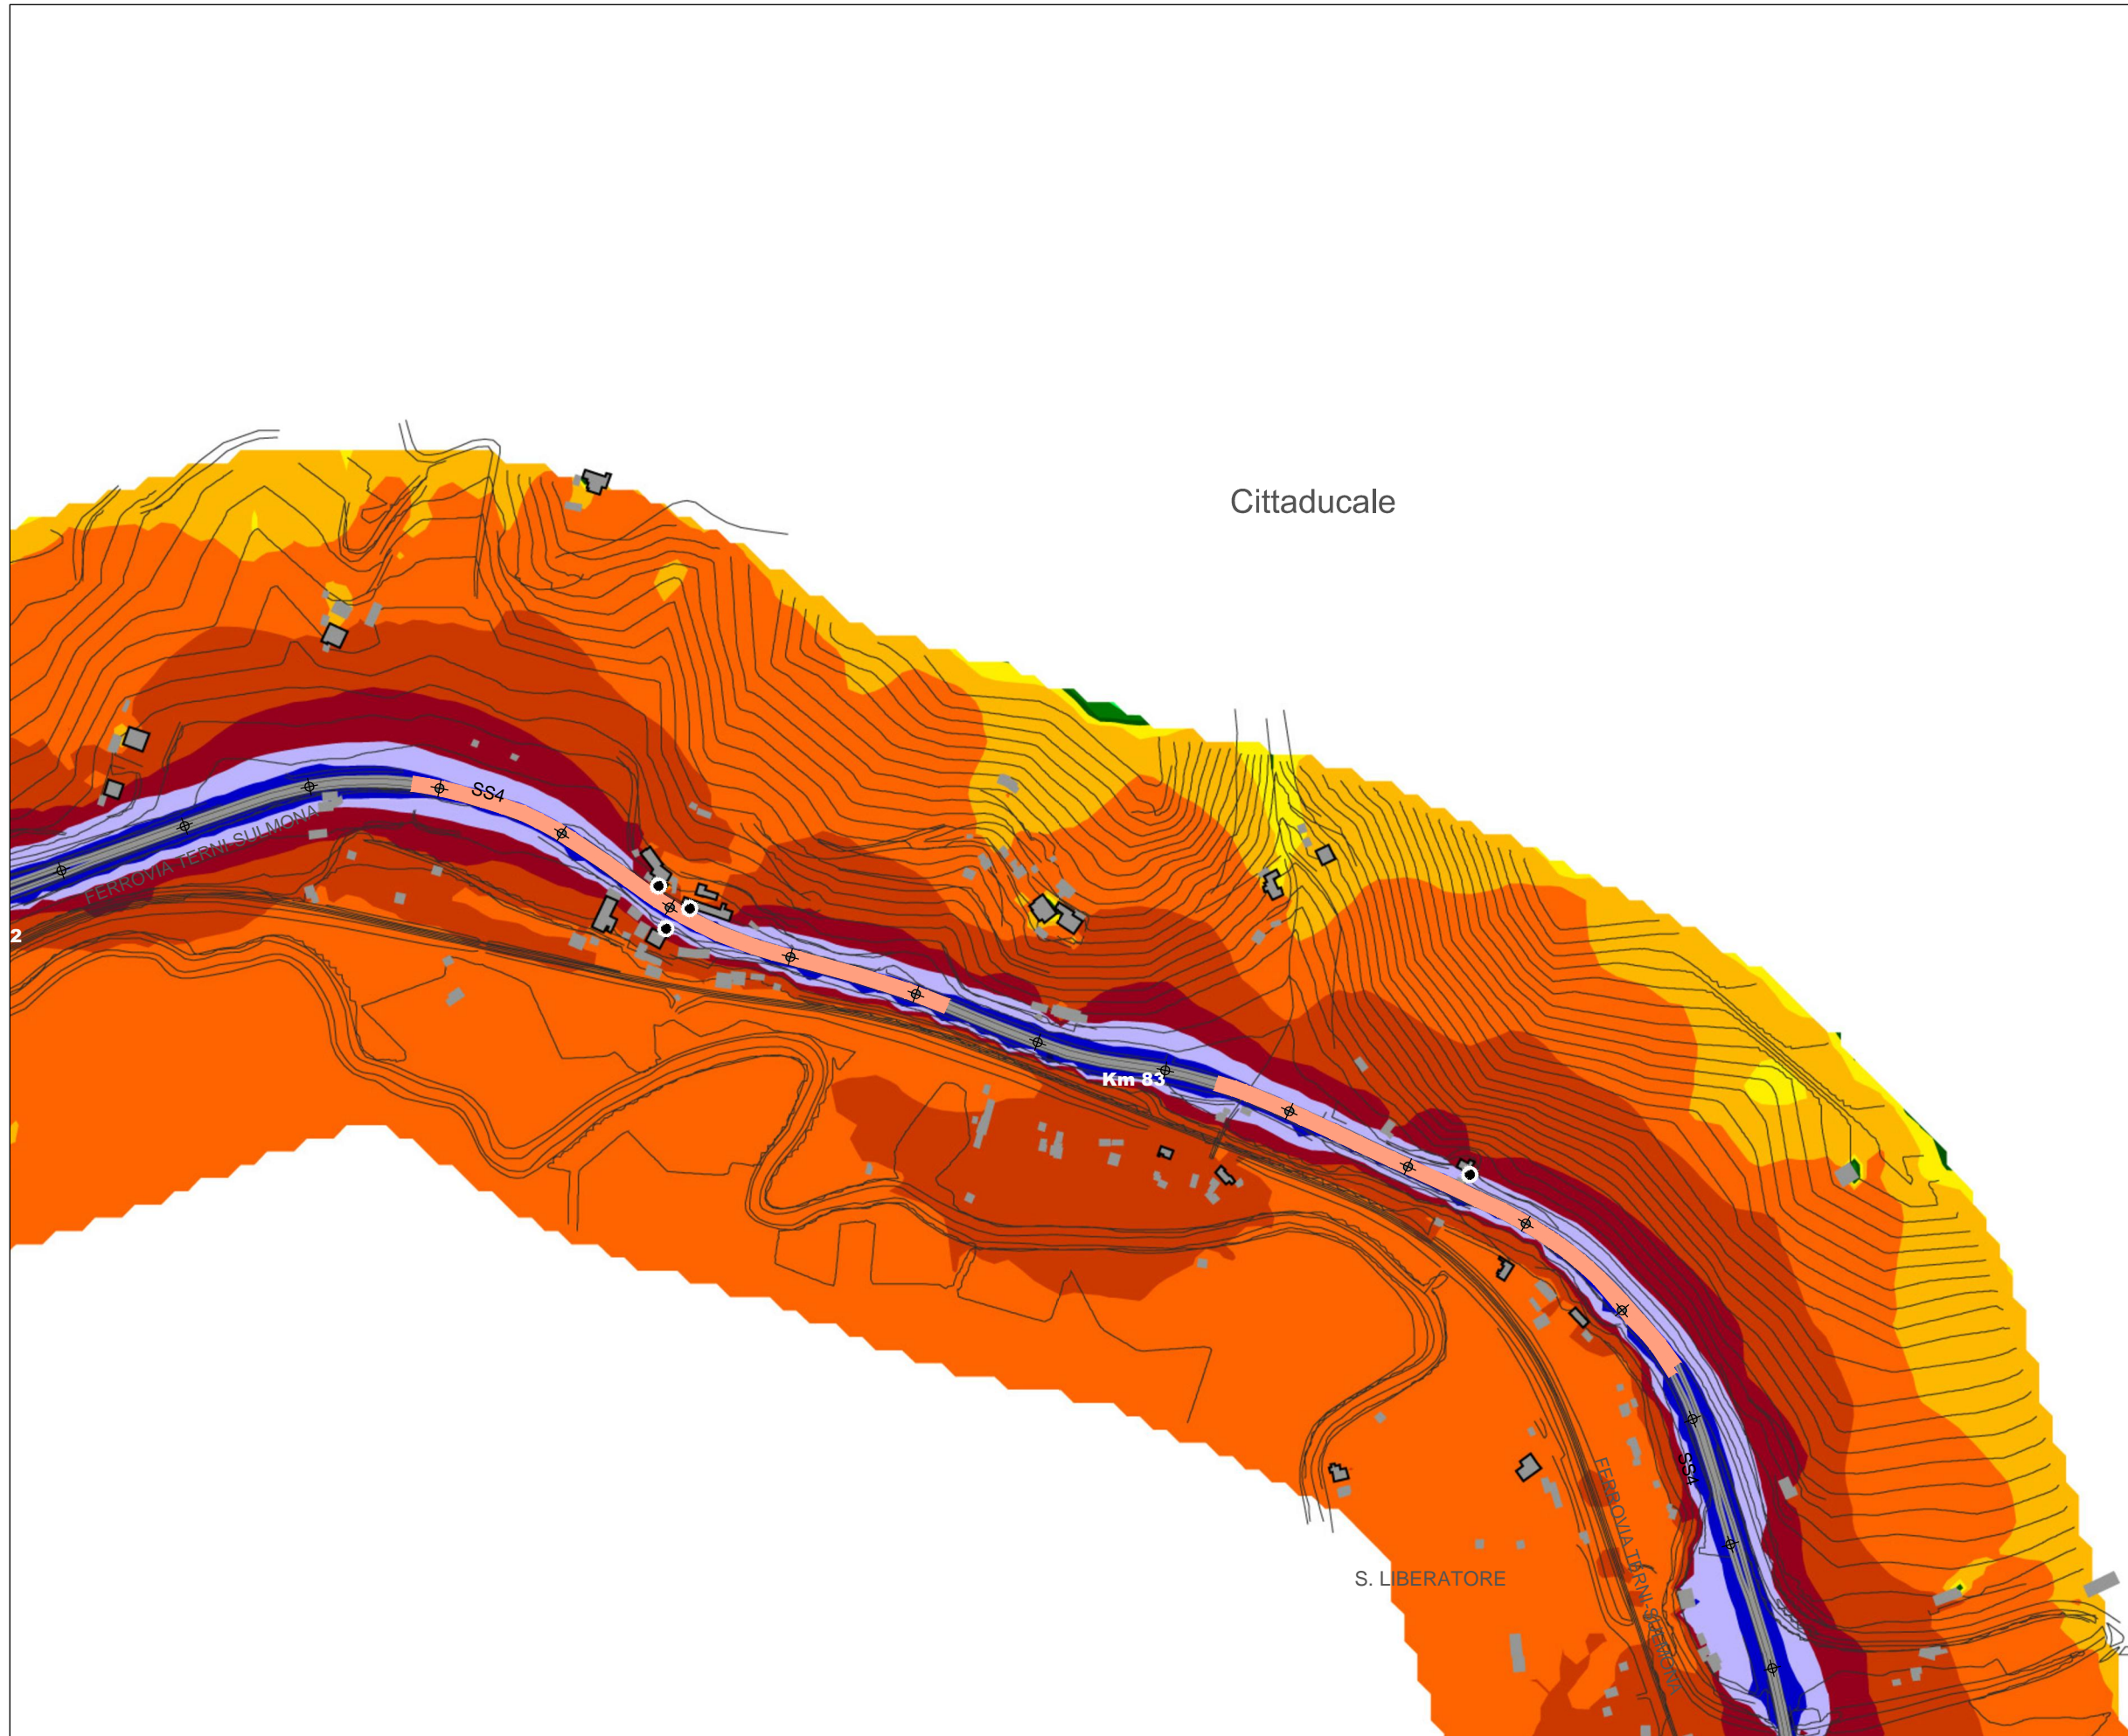 Cittaducale
SS4
FERROVIA TERNI-SULMONA
2
Km 83
SS4
FERROVIA TERNI-SULMONA
S. LIBERATORE